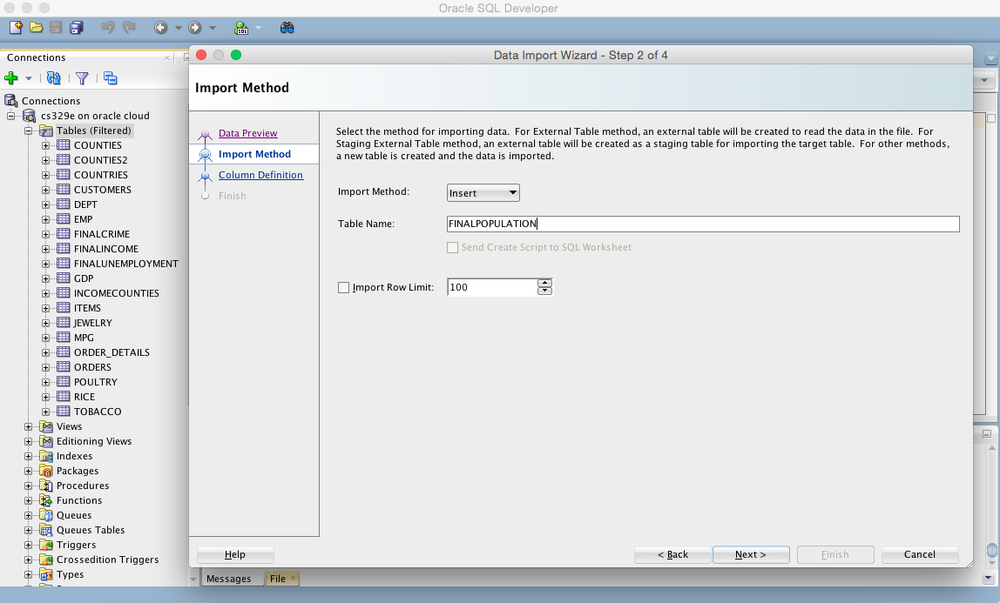 Oracle SQL Developer
Connections
Connections
cs329e on oracle cloud
Tables (Filtered)
COUNTIES
COUNTIES2
COUNTRIES
CUSTOMERS
DEPT
EMP
FINALCRIME
FINALINCOME
FINALUNEMPLOYMENT
GDP
INCOMECOUNTIES
ITEMS
JEWELRY
MPG
ORDER_DETAILS
ORDERS
POULTRY
RICE
TOBACCO
Views
Editioning Views
Indexes
Packages
Procedures
Functions
Queues
Queues Tables
Triggers
Crossedition Triggers
Types
Data Import Wizard - Step 2 of 4
Import Method
Data Preview
Import Method
Column Definition
Finish
Select the method for importing data. For External Table method, an external table will be created to read the data in the file. For
Staging External Table method, an external table will be created as a staging table for importing the target table. For other methods,
a new table is created and the data is imported.
Import Method: Insert
Table Name: FINALPOPULATION
Send Create Script to SQL Worksheet
Import Row Limit: 100
Help < Back Next > Finish Cancel
Messages File